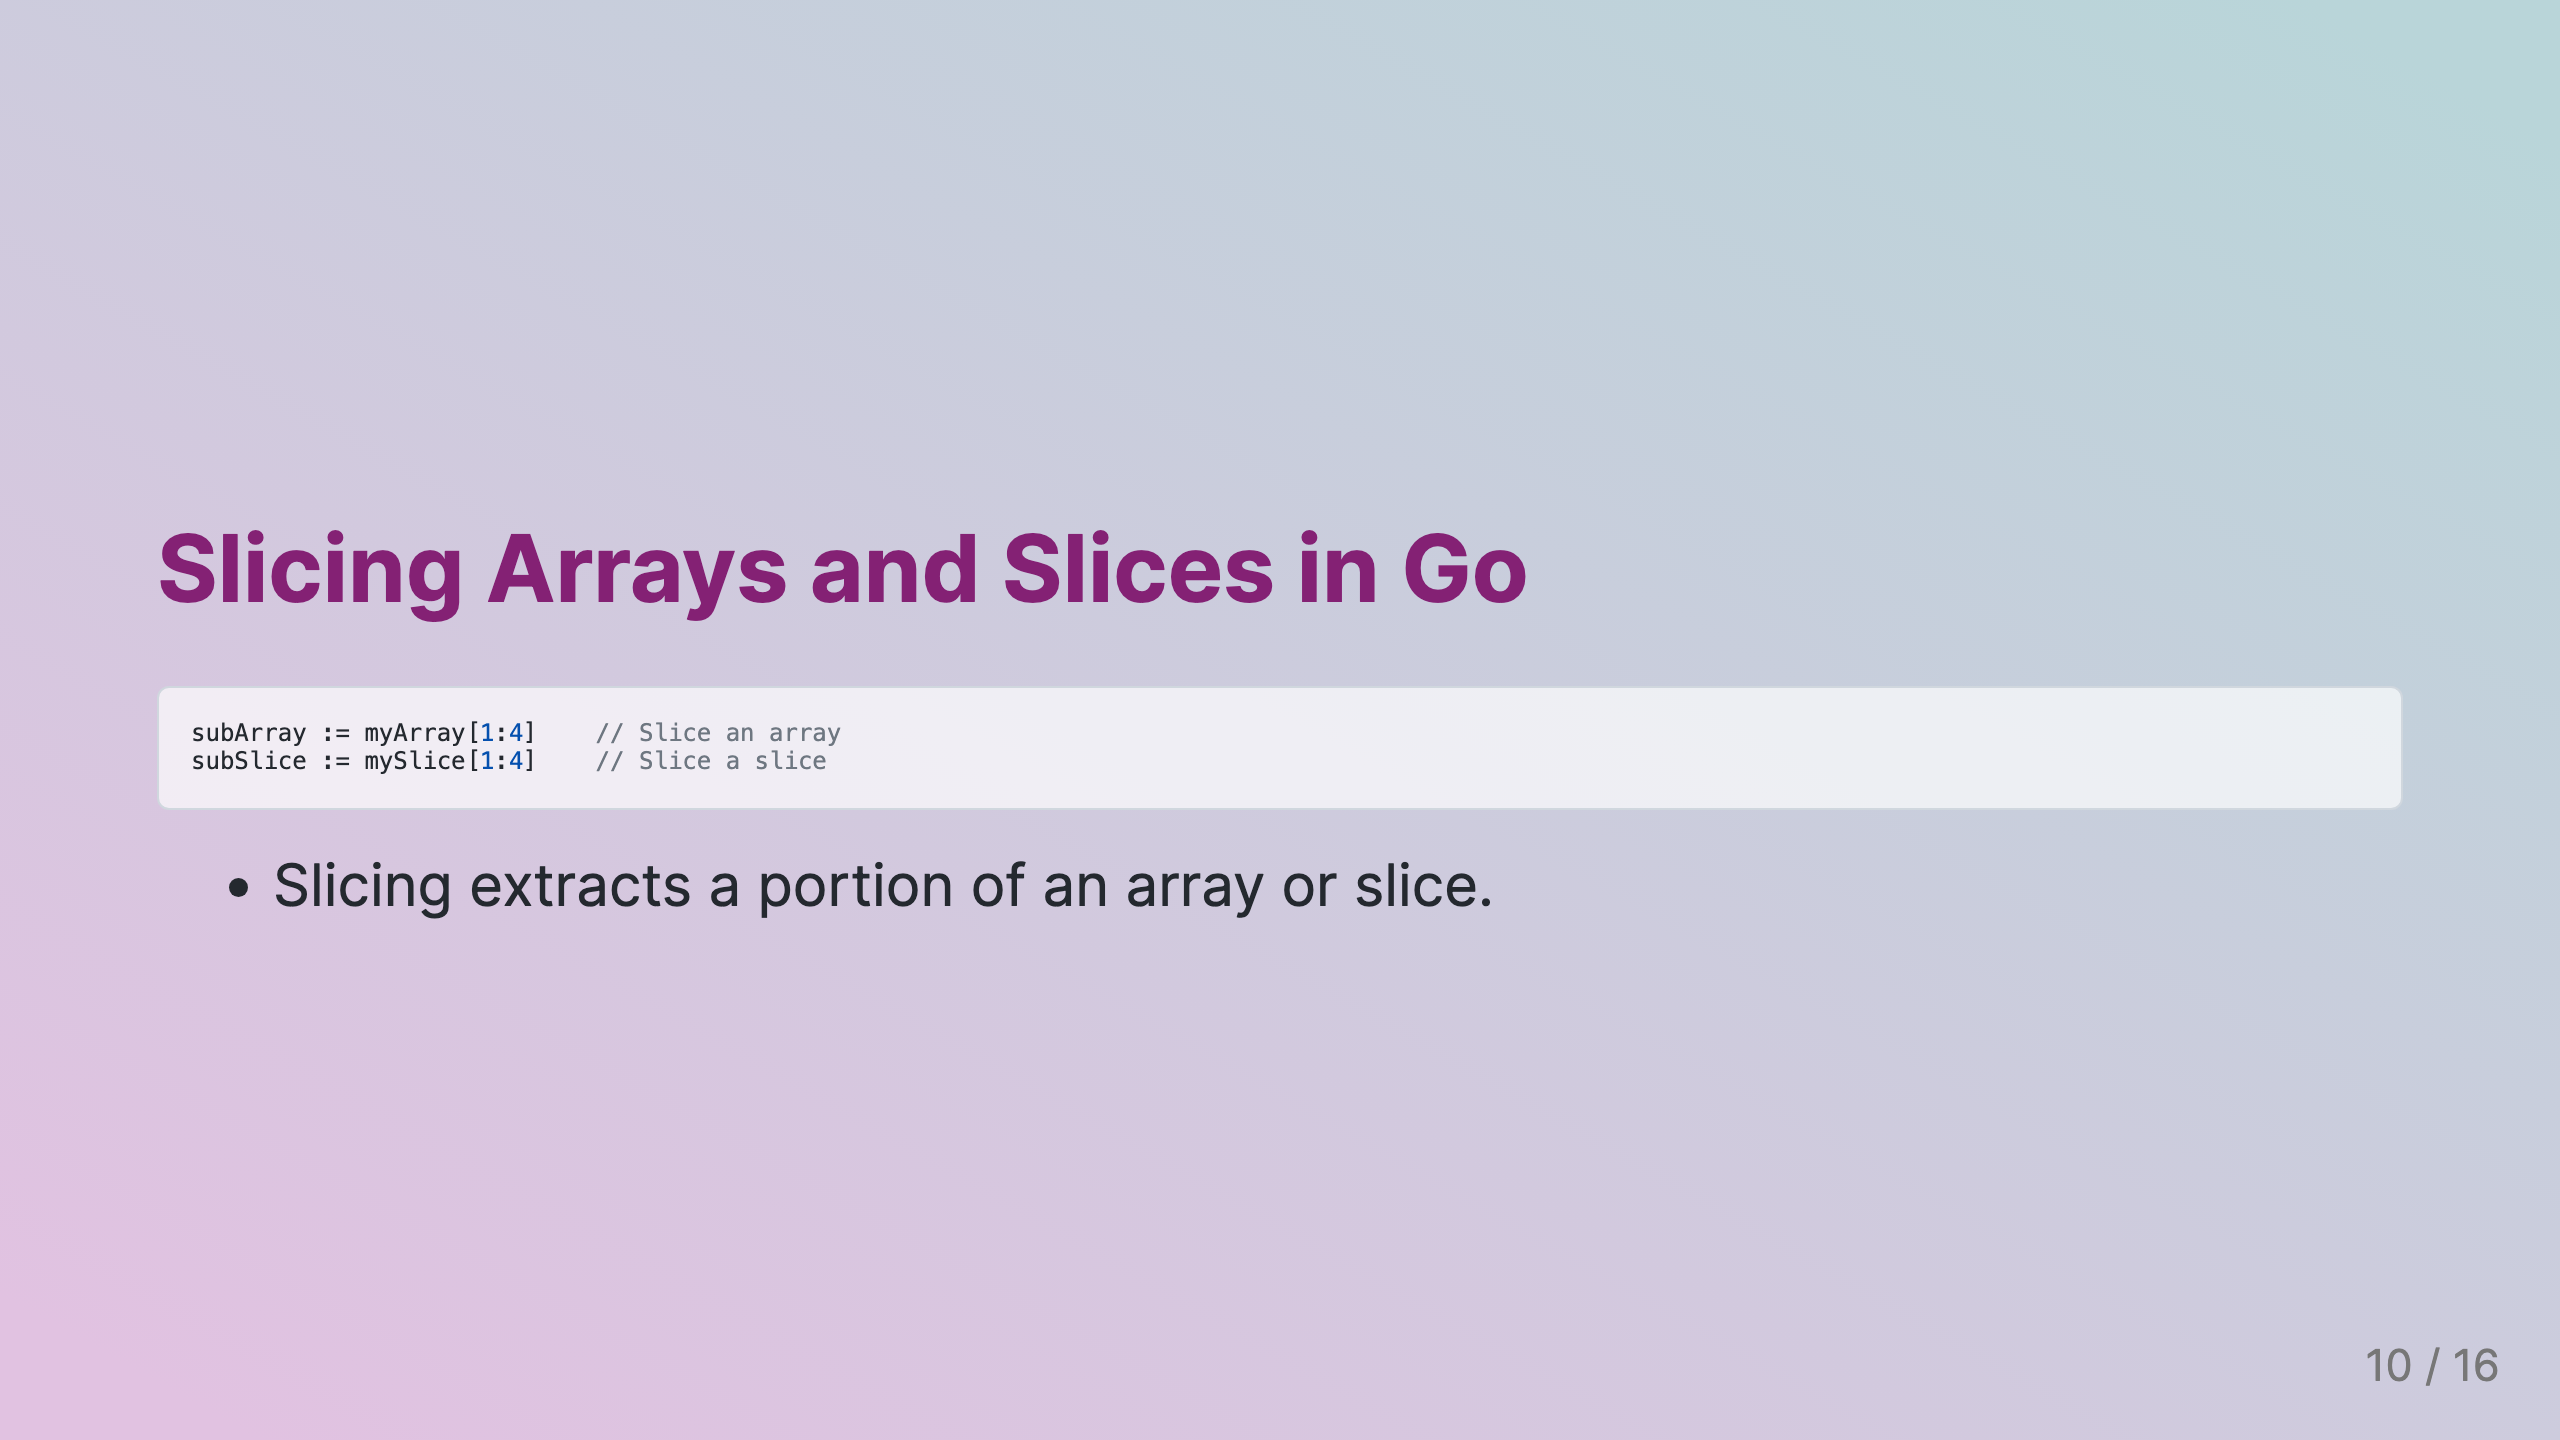 Slicing Arrays and Slices in Go
subArray := myArray[1:4]    // Slice an array
subSlice := mySlice[1:4]    // Slice a slice
• Slicing extracts a portion of an array or slice.
10 / 16